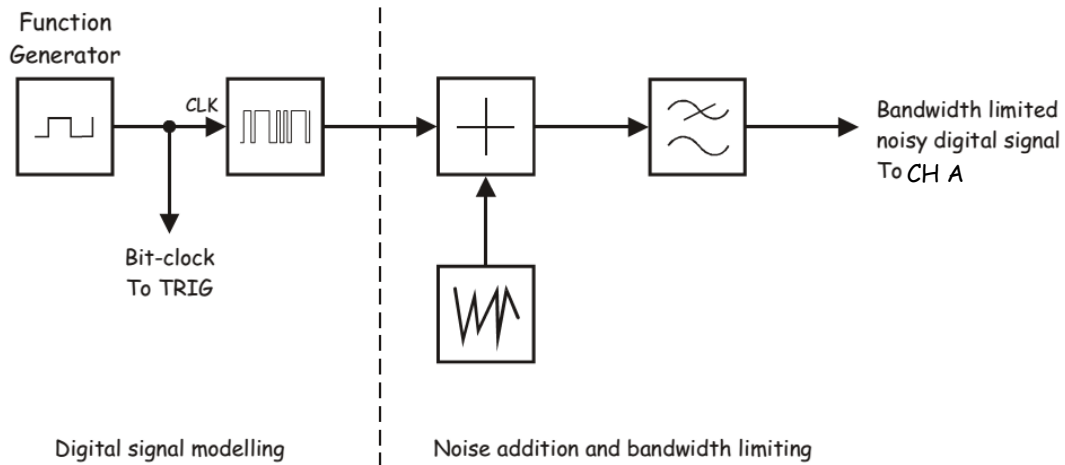 Function
Generator
CLK
Bit-clock
To TRIG
Bandwidth limited
noisy digital signal
To CH A
Digital signal modelling
Noise addition and bandwidth limiting